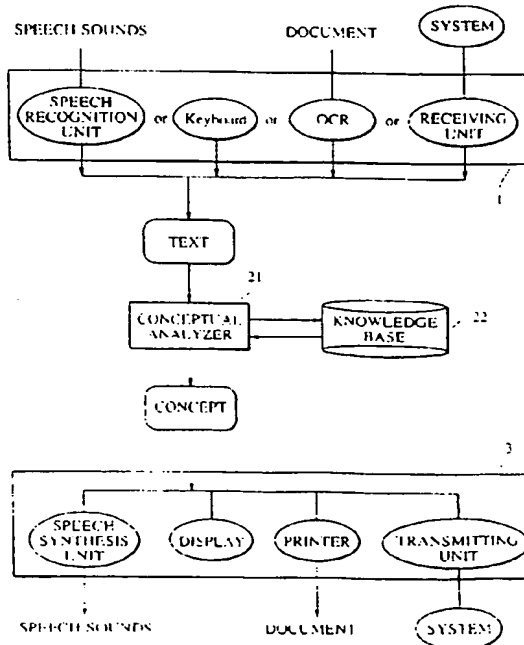 SPEECH SOUNDS DOCUMENT SYSTEM
SPEECH
RECOGNITION
UNIT
or Keyboard or OCR or RECEIVING
UNIT
1
TEXT
21
CONCEPTUAL
ANALYZER
KNOWLEDGE
BASE
22
CONCEPT
3
SPEECH
SYNTHESIS
UNIT
DISPLAY PRINTER TRANSMITTING
UNIT
SPEECH SOUNDS DOCUMENT SYSTEM